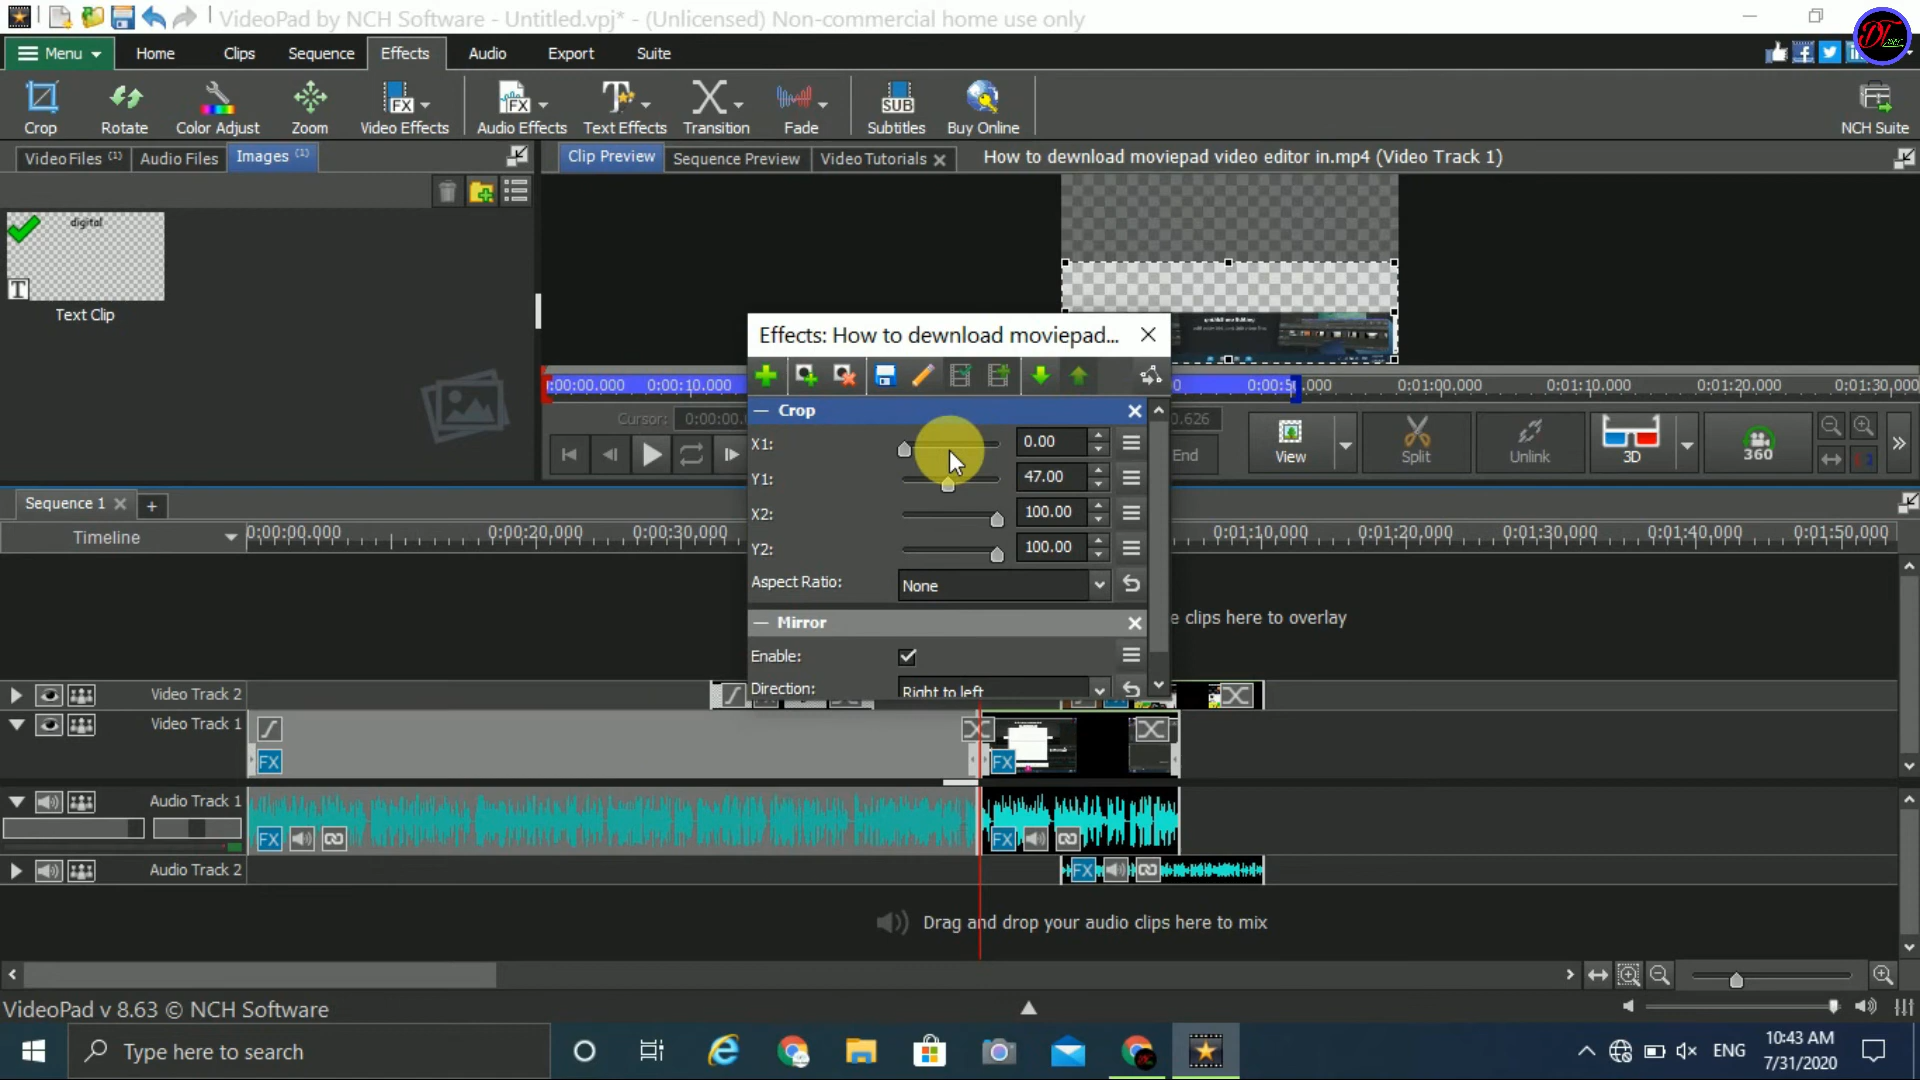 VideoPad by NCH Software - Untitled.vpj* - (Unlicensed) Non-commercial home use only
Menu Home Clips Sequence Effects Audio Export Suite
Crop Rotate Color Adjust Zoom Video Effects Audio Effects Text Effects Transition Fade Subtitles Buy Online NCH Suite
Video Files (1) Audio Files Images (1) Clip Preview Sequence Preview Video Tutorials How to dewnload moviepad video editor in.mp4 (Video Track 1)
digital
Text Clip
Effects: How to dewnload moviepad...
0:00:00.000 0:00:10.000 0:01:00.000 0:01:10.000 0:01:20.000 0:01:30.000
Cursor: End View Split Unlink 3D 360
Crop
X1: 0.00
Y1: 47.00
X2: 100.00
Y2: 100.00
Aspect Ratio: None
Mirror
Enable:
Direction: Right to left
Sequence 1
Timeline 0:00:00,000 0:00:20,000 0:00:30,000 0:01:10,000 0:01:20,000 0:01:30,000 0:01:40,000 0:01:50,000
clips here to overlay
Video Track 2
Video Track 1
FX FX
Audio Track 1
FX FX
Audio Track 2
FX
Drag and drop your audio clips here to mix
VideoPad v 8.63 © NCH Software
Type here to search
ENG
10:43 AM
7/31/2020